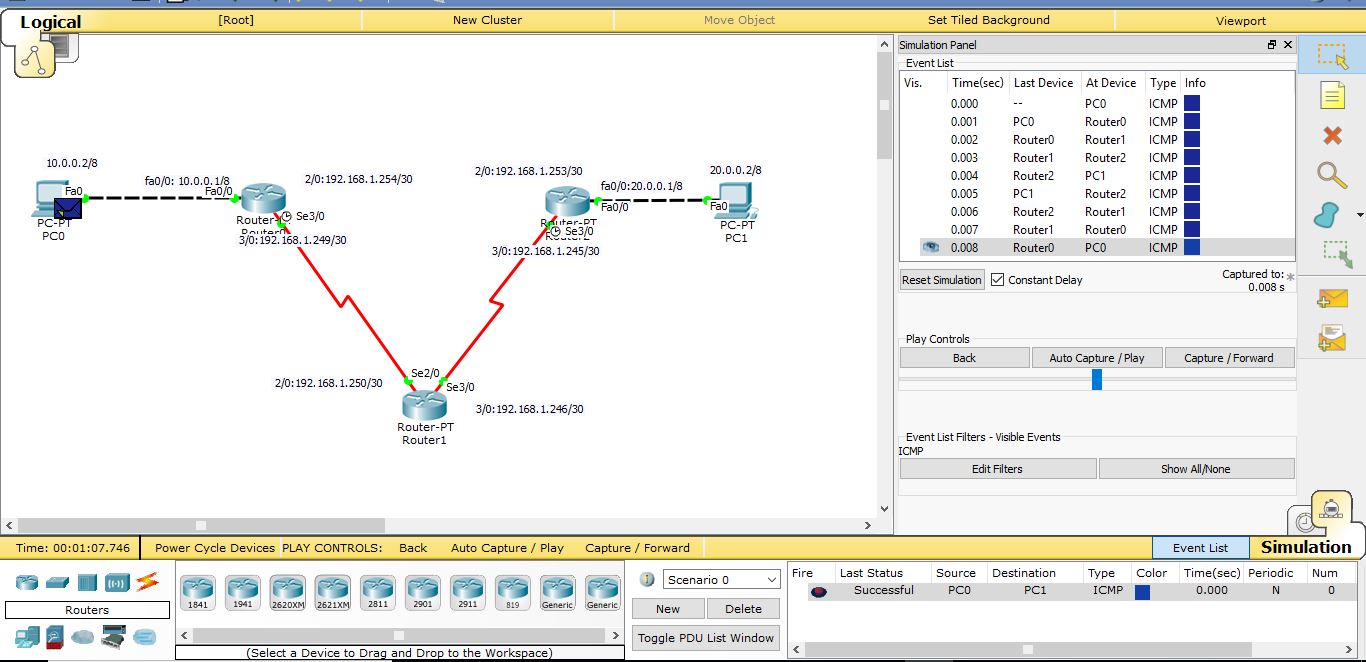 Logical [Root] New Cluster Move Object Set Tiled Background Viewport
10.0.0.2/8
Fa0
PC-PT
PC0
fa0/0: 10.0.0.1/8
Fa0/0
2/0:192.168.1.254/30
Se3/0
3/0:192.168.1.249/30
2/0:192.168.1.253/30
fa0/0:20.0.0.1/8
Fa0/0
Router-PT
Se3/0
3/0:192.168.1.245/30
20.0.0.2/8
Fa0
PC-PT
PC1
2/0:192.168.1.250/30
Se2/0
Se3/0
3/0:192.168.1.246/30
Router-PT
Router1
Simulation Panel
Event List
Vis. Time(sec) Last Device At Device Type Info
0.000 -- PC0 ICMP
0.001 PC0 Router0 ICMP
0.002 Router0 Router1 ICMP
0.003 Router1 Router2 ICMP
0.004 Router2 PC1 ICMP
0.005 PC1 Router2 ICMP
0.006 Router2 Router1 ICMP
0.007 Router1 Router0 ICMP
0.008 Router0 PC0 ICMP
Reset Simulation Constant Delay Captured to: *
0.008 s
Play Controls
Back Auto Capture / Play Capture / Forward
Event List Filters - Visible Events
ICMP
Edit Filters Show All/None
Time: 00:01:07.746 Power Cycle Devices PLAY CONTROLS: Back Auto Capture / Play Capture / Forward Event List Simulation
Routers
1841 1941 2620XM 2621XM 2811 2901 2911 819 Generic Generic
(Select a Device to Drag and Drop to the Workspace)
Scenario 0
New Delete
Toggle PDU List Window
Fire Last Status Source Destination Type Color Time(sec) Periodic Num
Successful PC0 PC1 ICMP 0.000 N 0